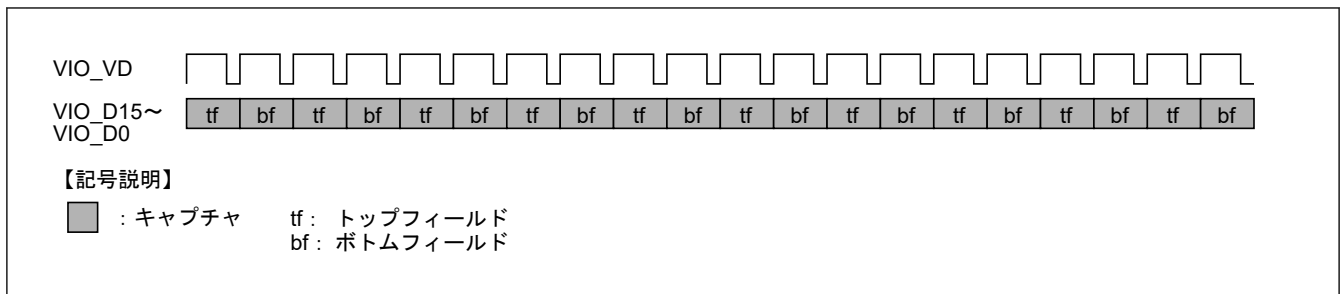 VIO_VD
VIO_D15～ tf bf tf bf tf bf tf bf tf bf tf bf tf bf tf bf tf bf tf bf
VIO_D0
【記号説明】
：キャプチャ tf： トップフィールド
bf：ボトムフィールド